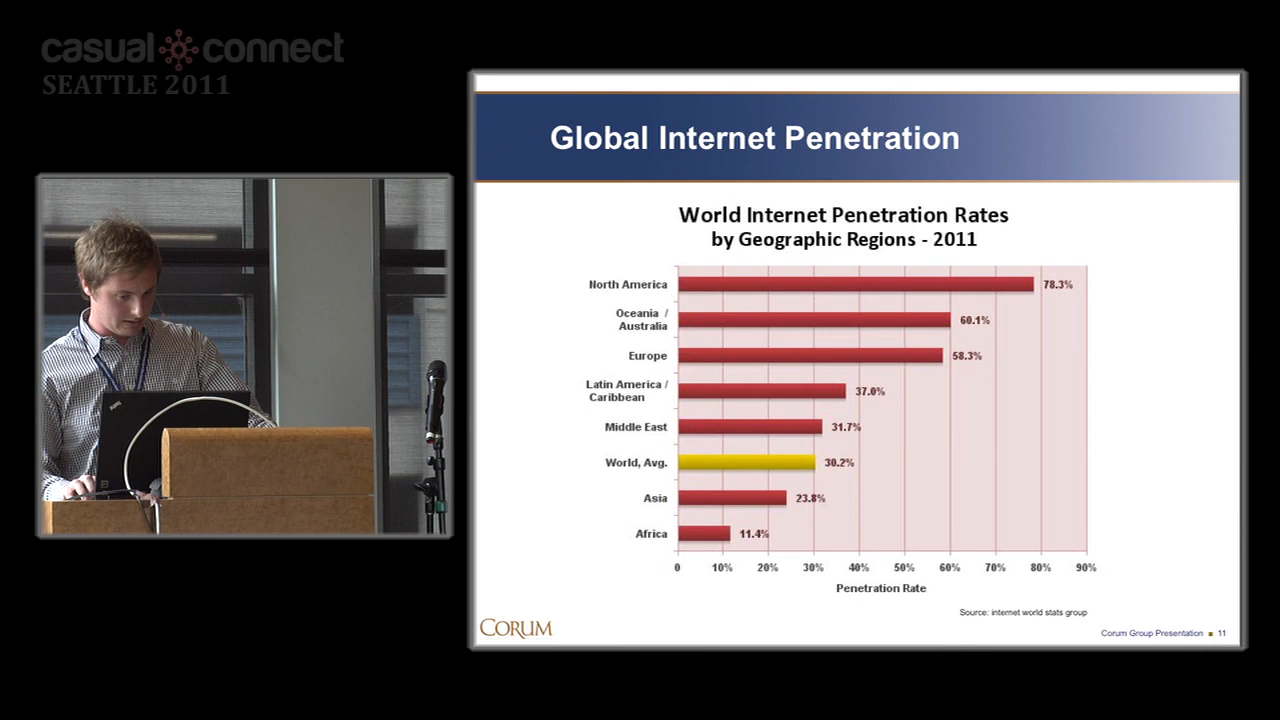 casual connect
SEATTLE 2011
Global Internet Penetration
World Internet Penetration Rates
by Geographic Regions - 2011
North America
78.3%
Oceania /
Australia
60.1%
Europe
58.3%
Latin America /
Caribbean
37.0%
Middle East
31.7%
World, Avg.
30.2%
Asia
23.8%
Africa
11.4%
0 10% 20% 30% 40% 50% 60% 70% 80% 90%
Penetration Rate
Source: internet world stats group
CORUM
Corum Group Presentation ■ 11